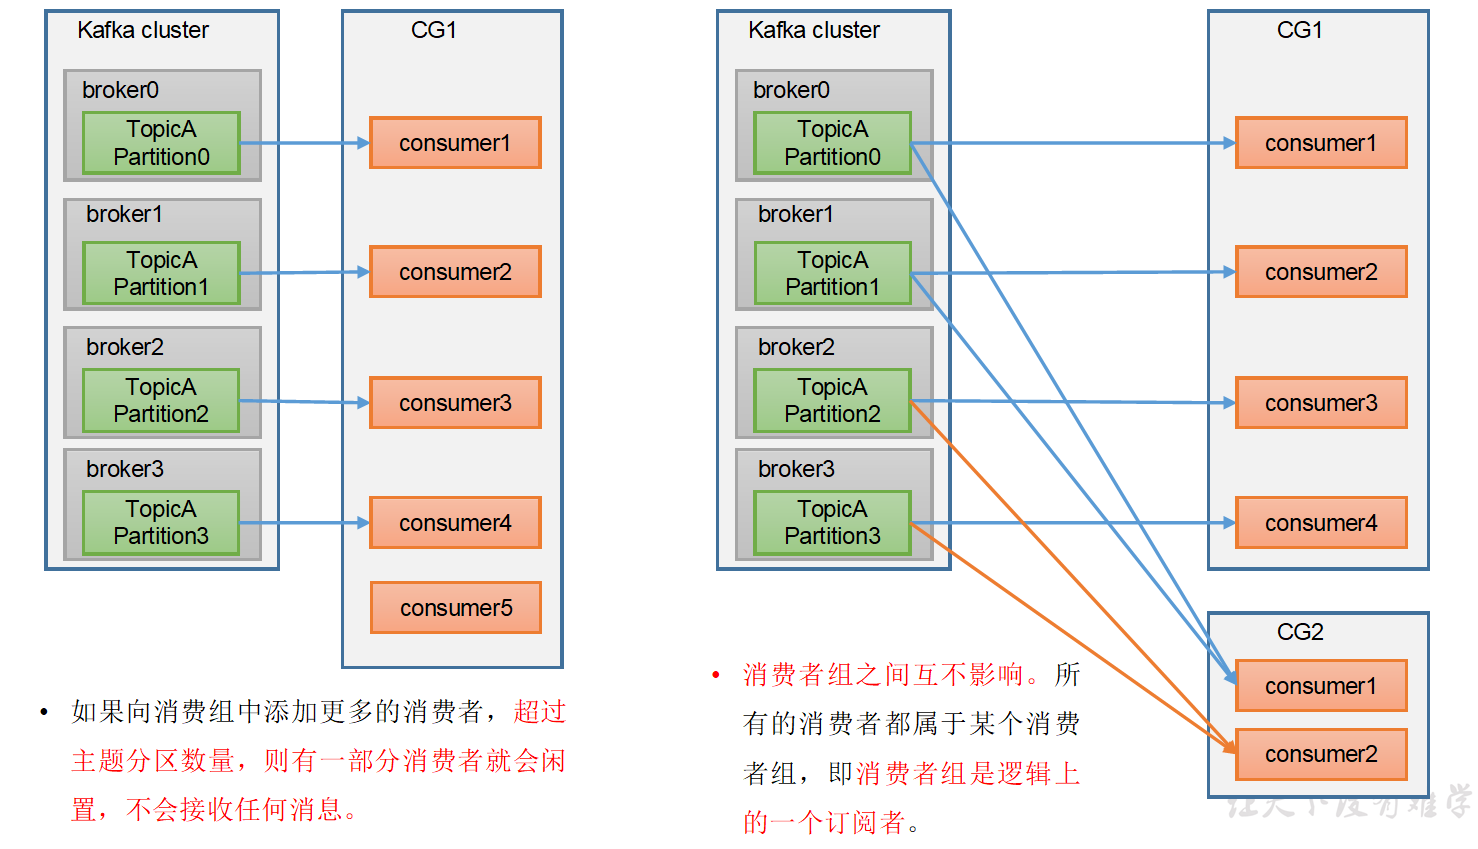 Kafka cluster
CG1
broker0
TopicA
Partition0
consumer1
broker1
TopicA
Partition1
consumer2
broker2
TopicA
Partition2
consumer3
broker3
TopicA
Partition3
consumer4
consumer5
• 如果向消费组中添加更多的消费者，超过
主题分区数量，则有一部分消费者就会闲
置，不会接收任何消息。
Kafka cluster
CG1
broker0
TopicA
Partition0
consumer1
broker1
TopicA
Partition1
consumer2
broker2
TopicA
Partition2
consumer3
broker3
TopicA
Partition3
consumer4
CG2
consumer1
consumer2
• 消费者组之间互不影响。所
有的消费者都属于某个消费
者组，即消费者组是逻辑上
的一个订阅者。
让天下没有难学